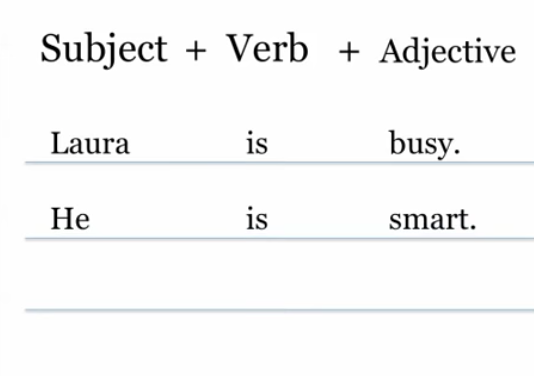 Subject + Verb + Adjective
Laura is busy.
He is smart.